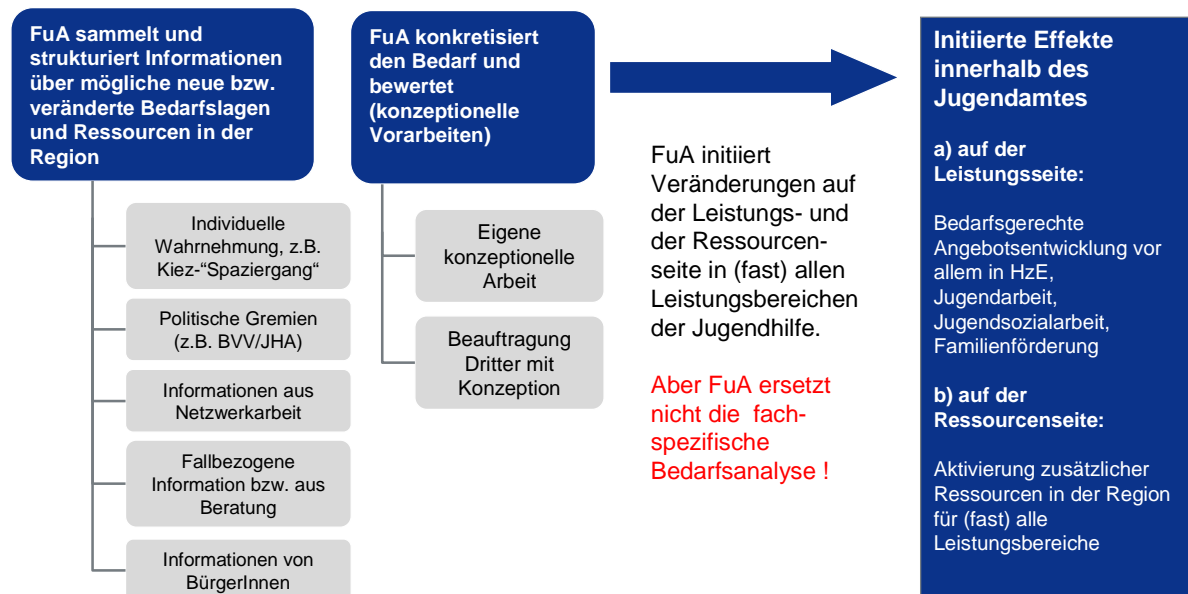 FuA sammelt und
strukturiert Informationen
über mögliche neue bzw.
veränderte Bedarfslagen
und Ressourcen in der
Region
Individuelle
Wahrnehmung, z.B.
Kiez-“Spaziergang“
Politische Gremien
(z.B. BVV/JHA)
Informationen aus
Netzwerkarbeit
Fallbezogene
Information bzw. aus
Beratung
Informationen von
BürgerInnen
FuA konkretisiert
den Bedarf und
bewertet
(konzeptionelle
Vorarbeiten)
Eigene
konzeptionelle
Arbeit
Beauftragung
Dritter mit
Konzeption
FuA initiiert
Veränderungen auf
der Leistungs- und
der Ressourcen-
seite in (fast) allen
Leistungsbereichen
der Jugendhilfe.
Aber FuA ersetzt
nicht die fach-
spezifische
Bedarfsanalyse !
Initiierte Effekte
innerhalb des
Jugendamtes
a) auf der
Leistungsseite:
Bedarfsgerechte
Angebotsentwicklung vor
allem in HzE,
Jugendarbeit,
Jugendsozialarbeit,
Familienförderung
b) auf der
Ressourcenseite:
Aktivierung zusätzlicher
Ressourcen in der Region
für (fast) alle
Leistungsbereiche